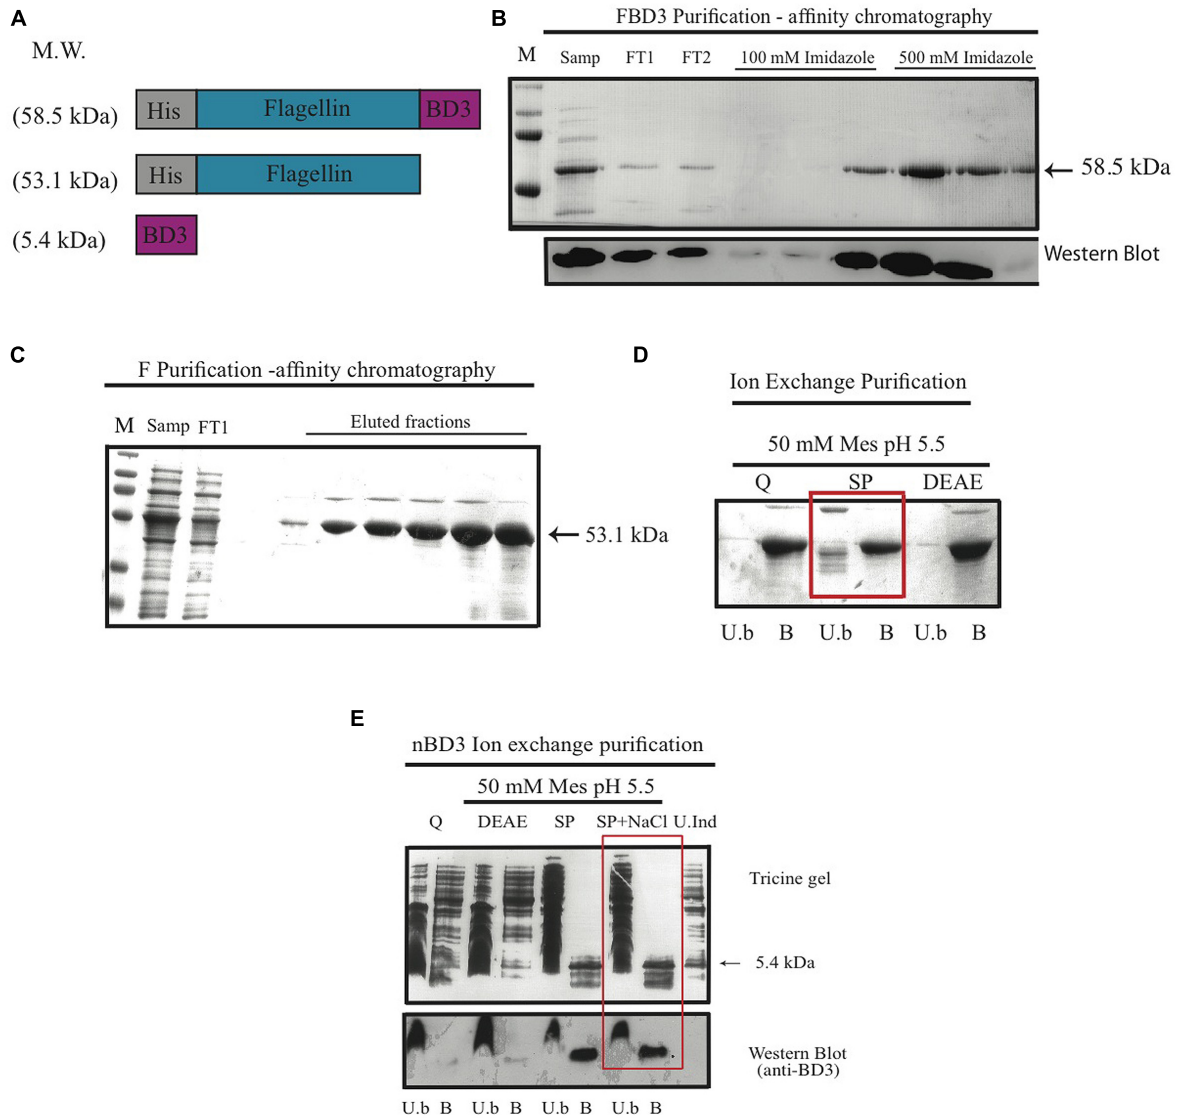 A
M.W.
(58.5 kDa)
His Flagellin BD3
(53.1 kDa)
His Flagellin
(5.4 kDa)
BD3
B
FBD3 Purification - affinity chromatography
M Samp FT1 FT2 100 mM Imidazole 500 mM Imidazole
← 58.5 kDa
Western Blot
C
F Purification -affinity chromatography
M Samp FT1 Eluted fractions
← 53.1 kDa
D
Ion Exchange Purification
50 mM Mes pH 5.5
Q SP DEAE
U.b B U.b B U.b B
E
nBD3 Ion exchange purification
50 mM Mes pH 5.5
Q DEAE SP SP+NaCl U.Ind
Tricine gel
← 5.4 kDa
Western Blot
(anti-BD3)
U.b B U.b B U.b B U.b B